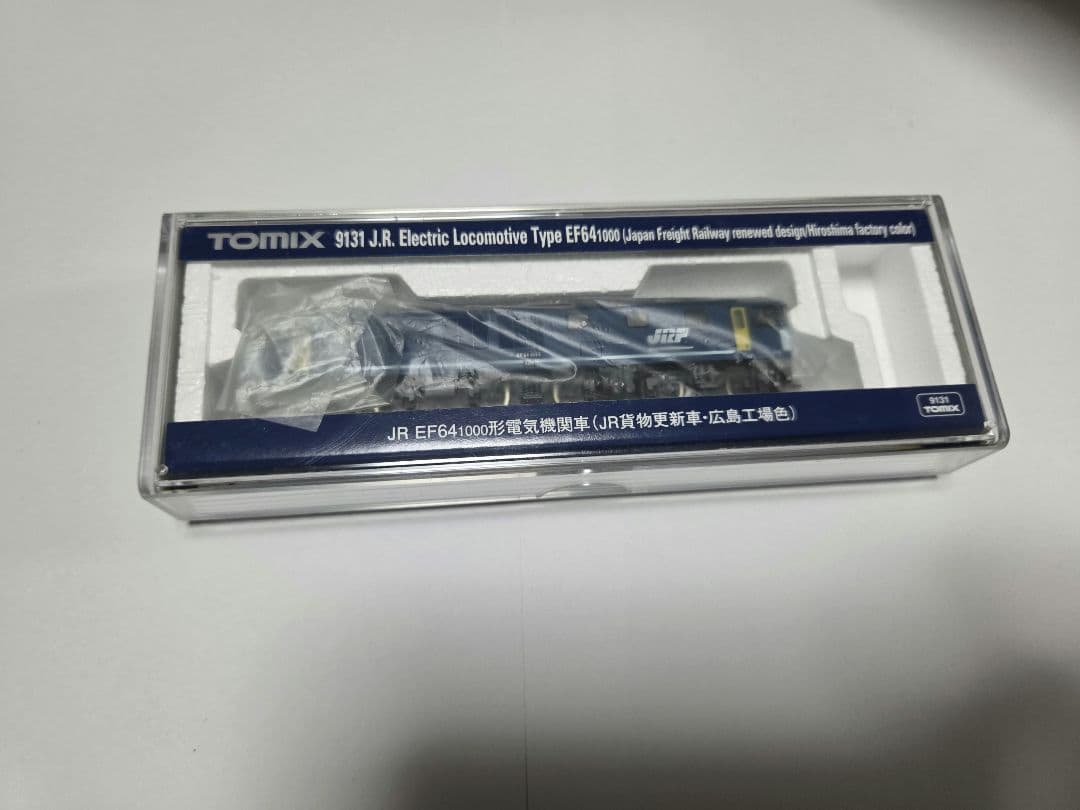 TOMIX 9131 J.R. Electric Locomotive Type EF641000 (Japan Freight Railway renewed design/Hiroshima factory color)
JRF
JR EF641000形電気機関車(JR貨物更新車・広島工場色)
9131
TOMIX